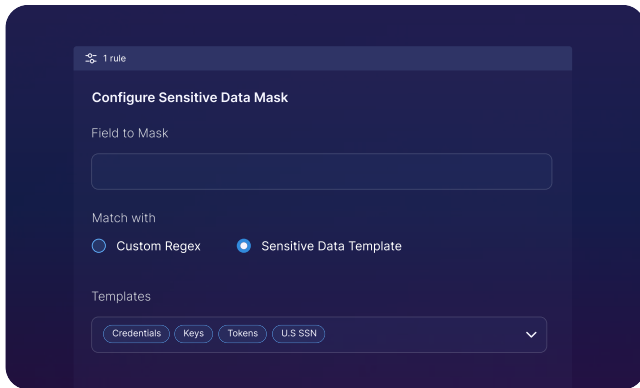 1 rule
Configure Sensitive Data Mask
Field to Mask
Match with
Custom Regex Sensitive Data Template
Templates
Credentials Keys Tokens U.S SSN